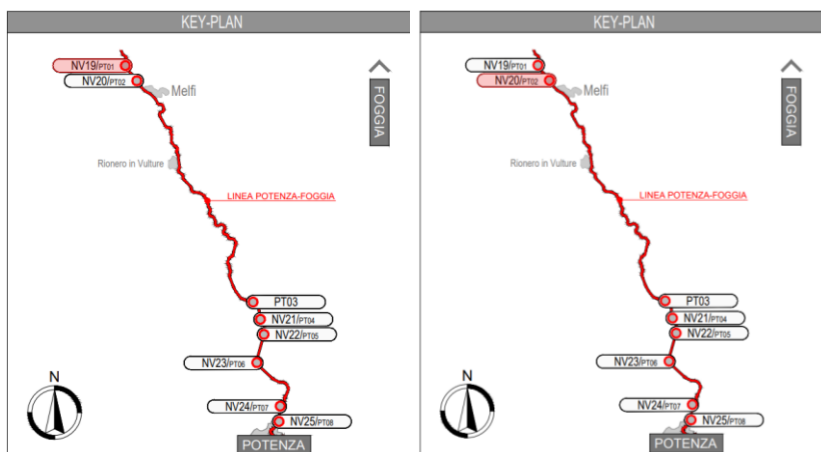 KEY-PLAN
NV19/PT01
NV20/PT02
Melfi
FOGGIA
Rionero in Vulture
LINEA POTENZA-FOGGIA
PT03
NV21/PT04
NV22/PT05
NV23/PT06
N
NV24/PT07
NV25/PT08
POTENZA
KEY-PLAN
NV19/PT01
NV20/PT02
Melfi
FOGGIA
Rionero in Vulture
LINEA POTENZA-FOGGIA
PT03
NV21/PT04
NV22/PT05
NV23/PT06
N
NV24/PT07
NV25/PT08
POTENZA